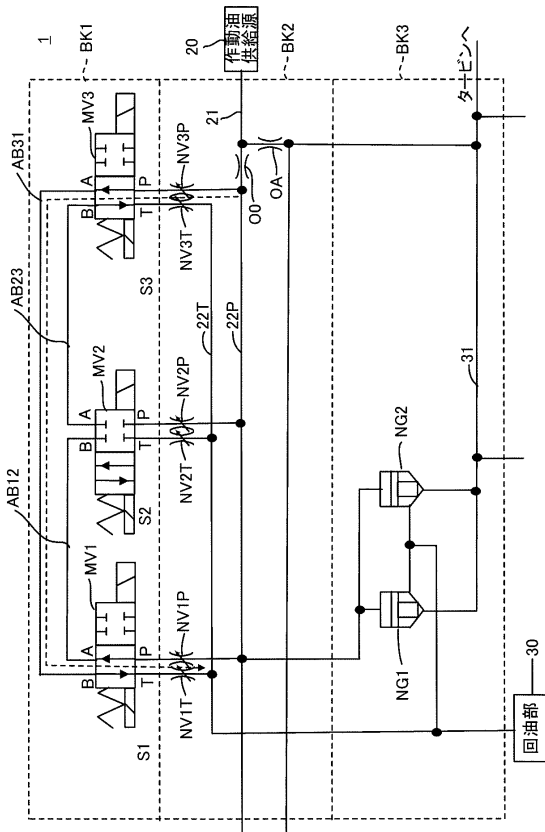 1
BK1
BK2
BK3
20
作動油
供給源
タービンへ
AB31
AB23
AB12
MV3
MV2
MV1
B
A
T
P
B
A
T
P
B
A
T
P
S3
S2
S1
21
NV3P
NV3T
NV2P
NV2T
NV1P
NV1T
O0
OA
22T
22P
31
NG2
NG1
30
回油部